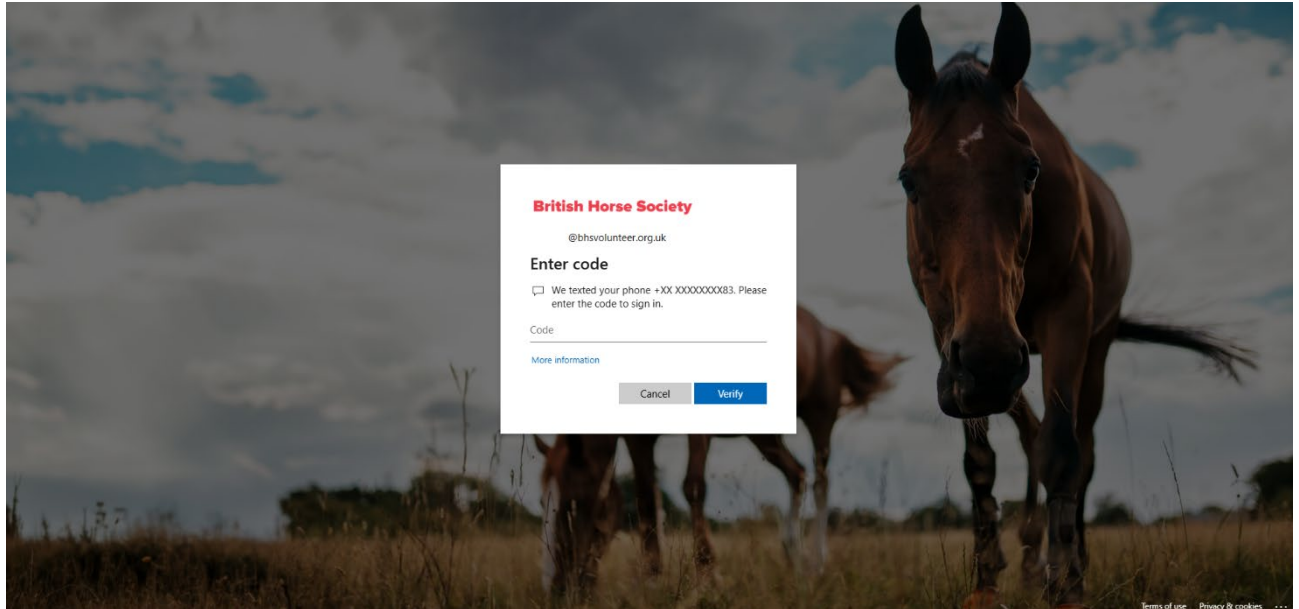 British Horse Society
@bhsvolunteer.org.uk
Enter code
We texted your phone +XX XXXXXXXX83. Please
enter the code to sign in.
Code
More information
Cancel Verify
Terms of use Privacy & cookies ...